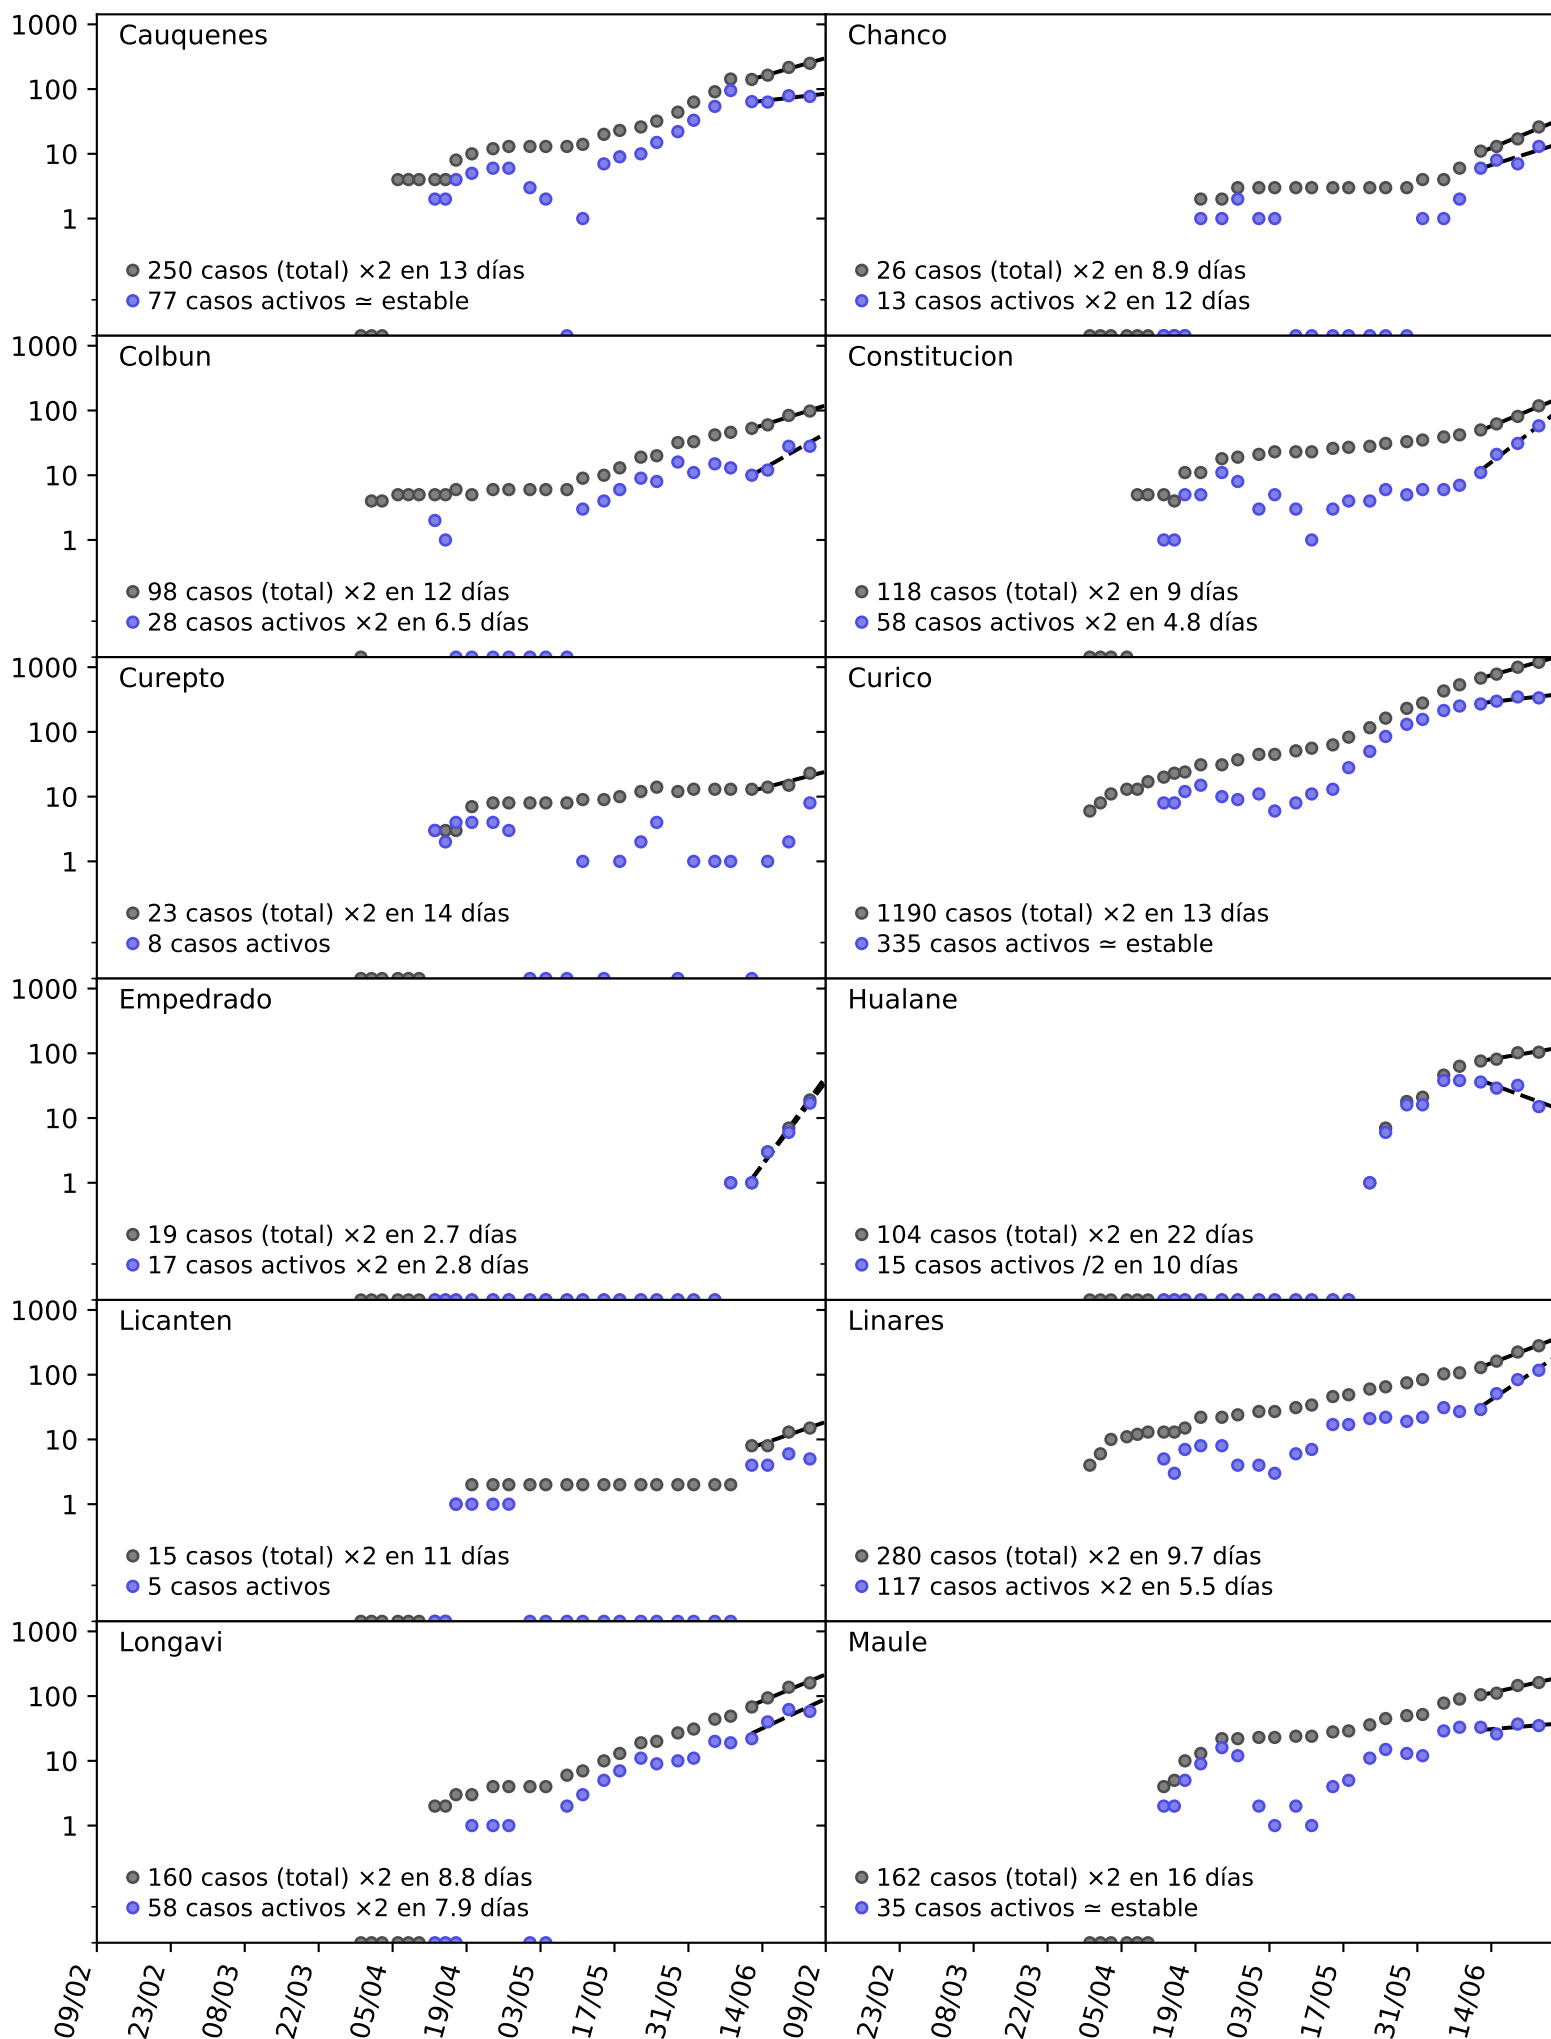 1000
Cauquenes
Chanco
100
10
1
250 casos (total) ×2 en 13 días
77 casos activos ≃ estable
26 casos (total) ×2 en 8.9 días
13 casos activos ×2 en 12 días
1000
Colbun
Constitucion
100
10
1
98 casos (total) ×2 en 12 días
28 casos activos ×2 en 6.5 días
118 casos (total) ×2 en 9 días
58 casos activos ×2 en 4.8 días
1000
Curepto
Curico
100
10
1
23 casos (total) ×2 en 14 días
8 casos activos
1190 casos (total) ×2 en 13 días
335 casos activos ≃ estable
1000
Empedrado
Hualane
100
10
1
19 casos (total) ×2 en 2.7 días
17 casos activos ×2 en 2.8 días
104 casos (total) ×2 en 22 días
15 casos activos /2 en 10 días
1000
Licanten
Linares
100
10
1
15 casos (total) ×2 en 11 días
5 casos activos
280 casos (total) ×2 en 9.7 días
117 casos activos ×2 en 5.5 días
1000
Longavi
Maule
100
10
1
160 casos (total) ×2 en 8.8 días
58 casos activos ×2 en 7.9 días
162 casos (total) ×2 en 16 días
35 casos activos ≃ estable
09/02 23/02 08/03 22/03 05/04 19/04 03/05 17/05 31/05 14/06 09/02 23/02 08/03 22/03 05/04 19/04 03/05 17/05 31/05 14/06